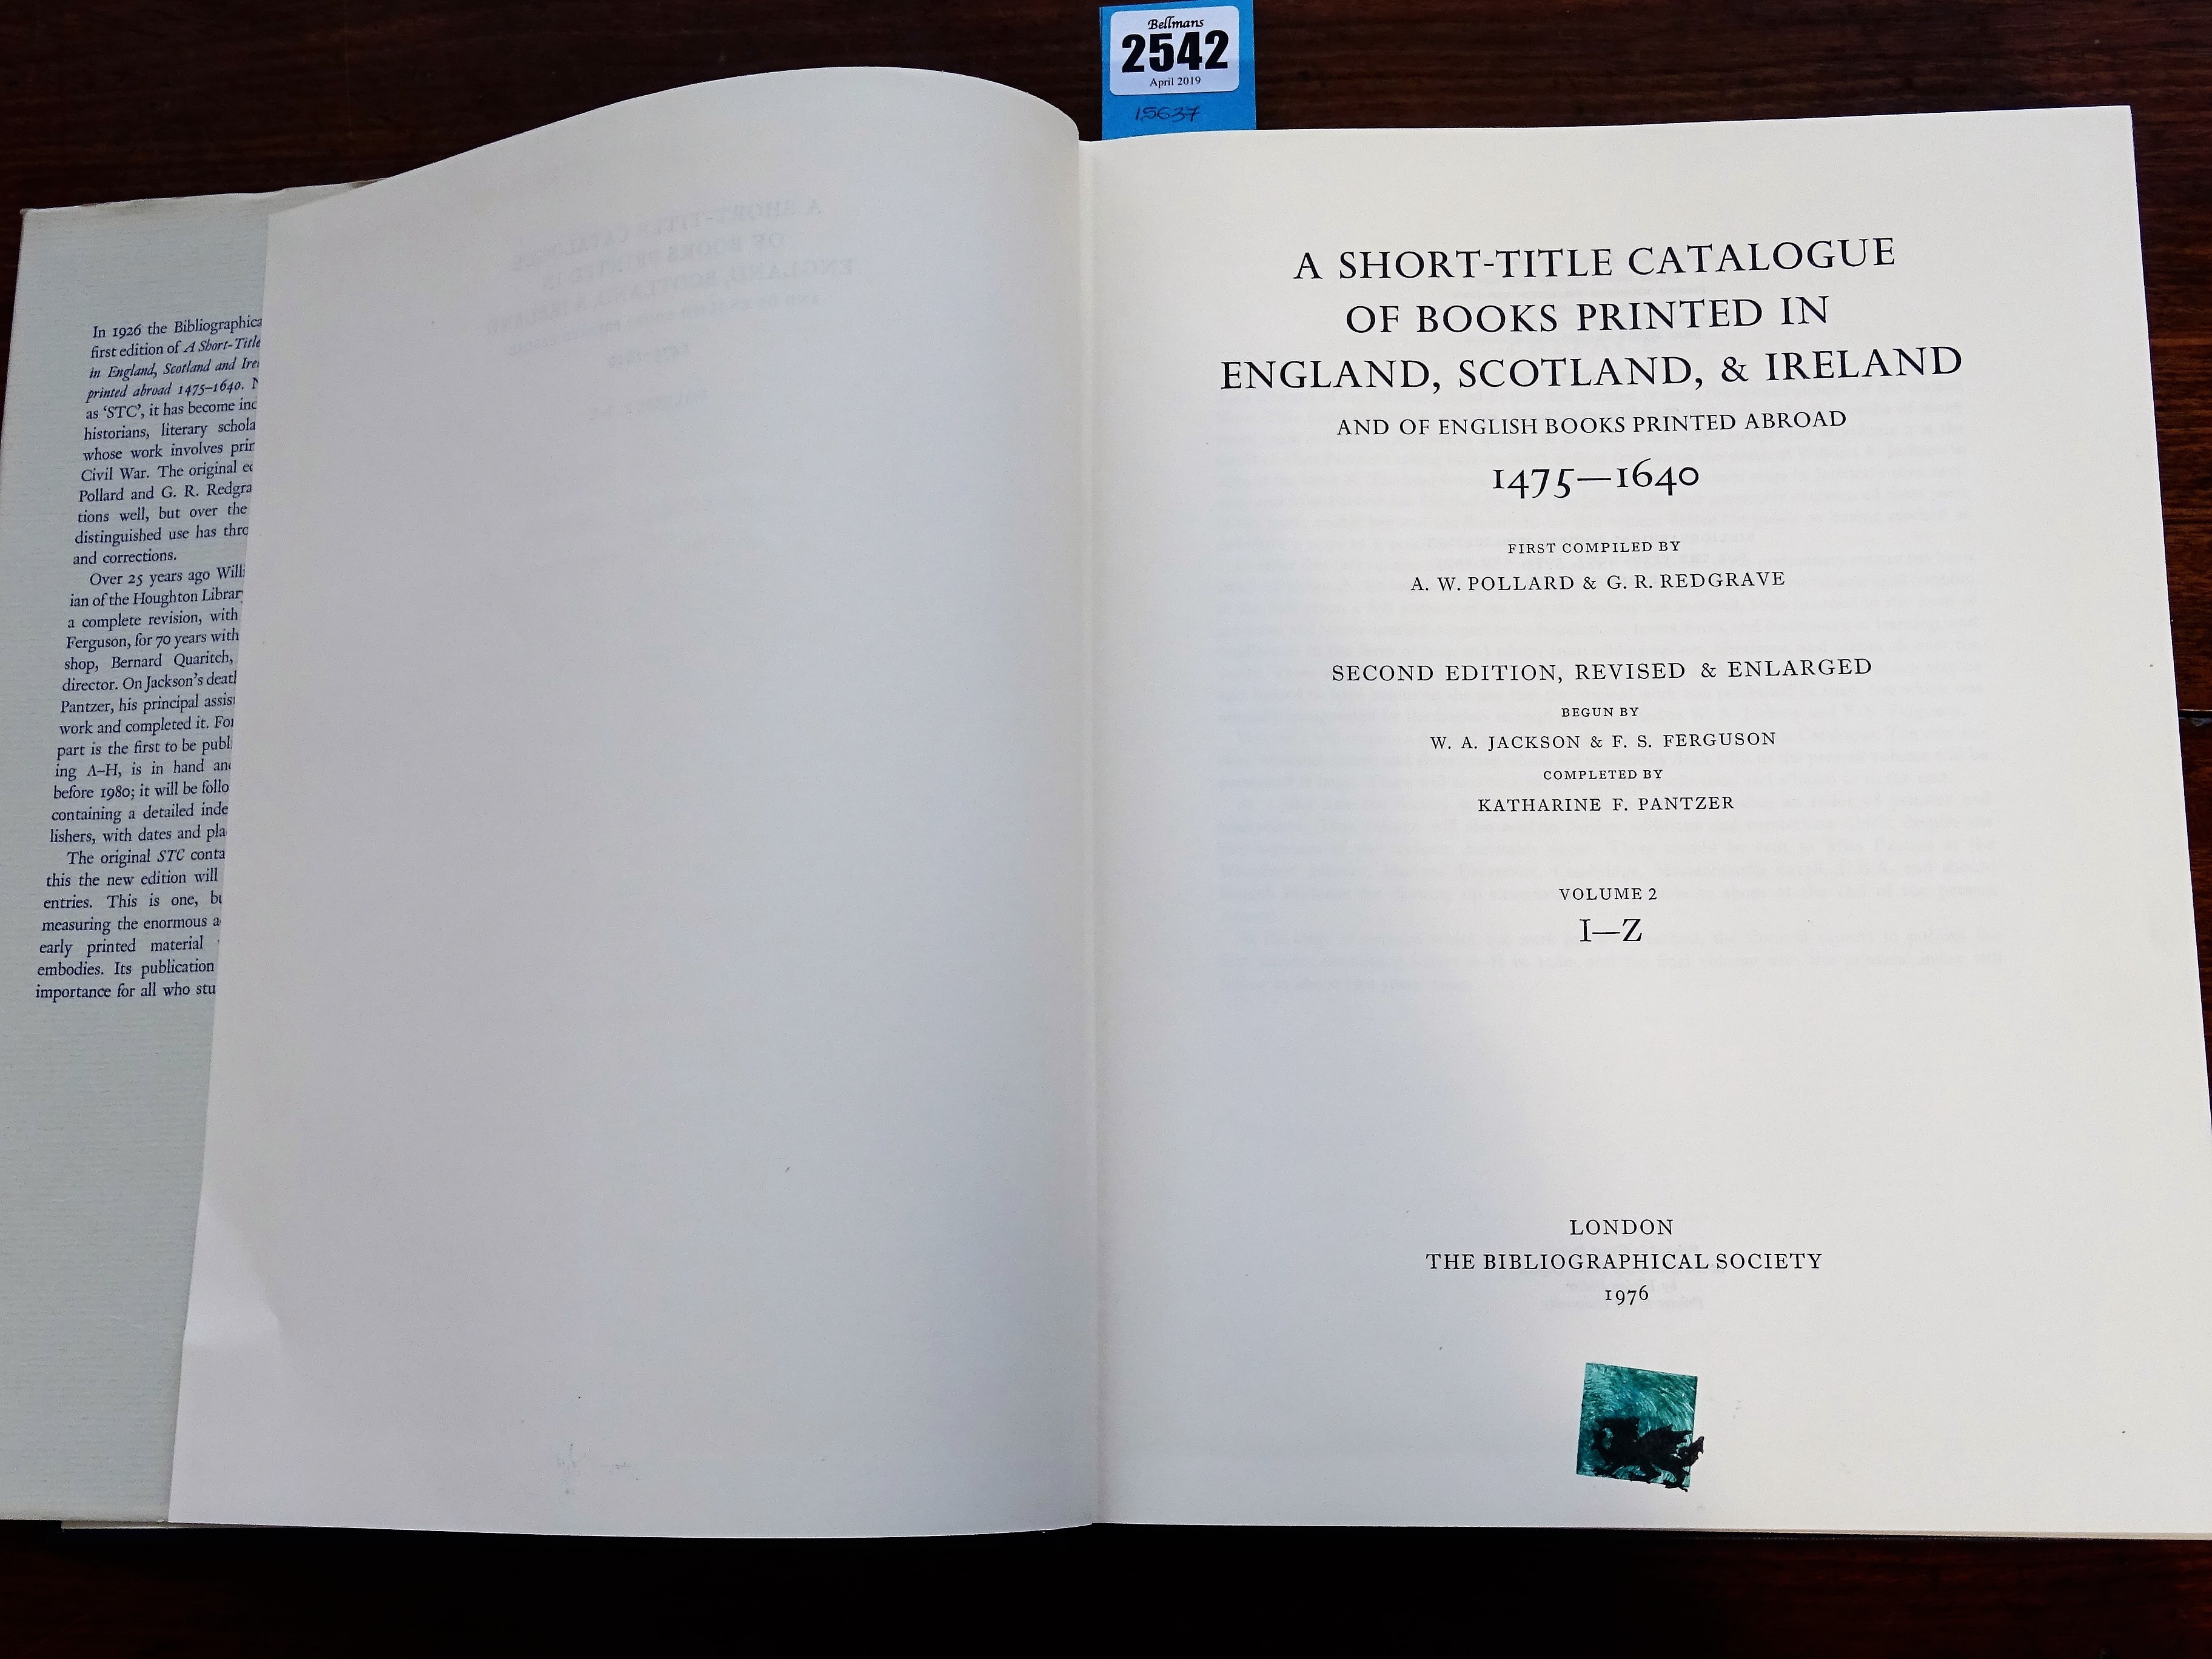 Bellmans
2542
April 2019
15637
In 1926 the Bibliographica
first edition of A Short-Title
in England, Scotland and Irel
printed abroad 1475–1640.
as ‘STC’, it has become ind
historians, literary schola
whose work involves prin
Civil War. The original ed
Pollard and G. R. Redgra
tions well, but over the
distinguished use has thro
and corrections.
Over 25 years ago Willi
ian of the Houghton Library
a complete revision, with
Ferguson, for 70 years with
shop, Bernard Quaritch,
director. On Jackson’s death
Pantzer, his principal assis
work and completed it. For
part is the first to be publ
ing A–H, is in hand and
before 1980; it will be follo
containing a detailed inde
lishers, with dates and pla
The original STC conta
this the new edition will
entries. This is one, bu
measuring the enormous a
early printed material
embodies. Its publication
importance for all who stu
A SHORT-TITLE CATALOGUE
OF BOOKS PRINTED IN
ENGLAND, SCOTLAND, & IRELAND
AND OF ENGLISH BOOKS PRINTED ABROAD
1475—1640
FIRST COMPILED BY
A. W. POLLARD & G. R. REDGRAVE
SECOND EDITION, REVISED & ENLARGED
BEGUN BY
W. A. JACKSON & F. S. FERGUSON
COMPLETED BY
KATHARINE F. PANTZER
VOLUME 2
I—Z
LONDON
THE BIBLIOGRAPHICAL SOCIETY
1976